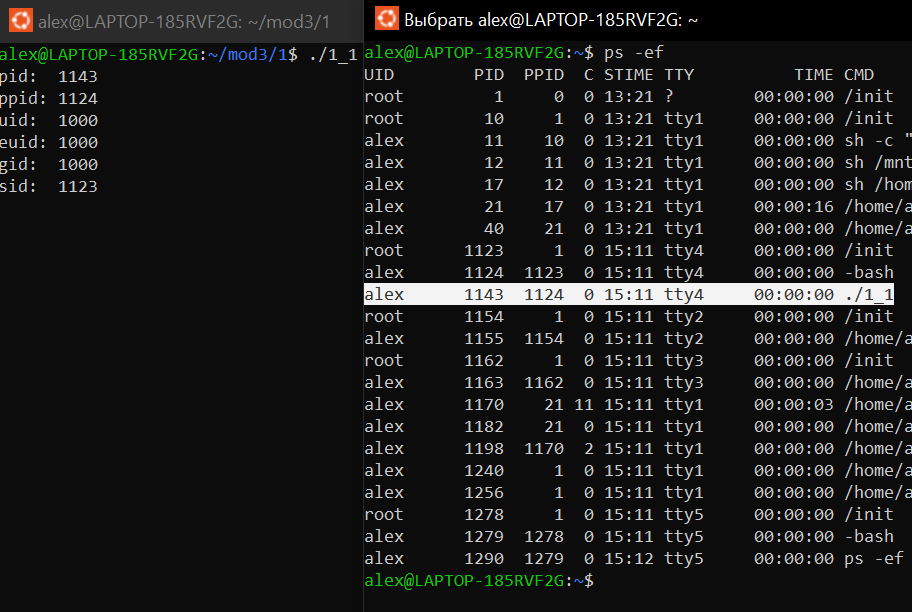 alex@LAPTOP-185RVF2G: ~/mod3/1
alex@LAPTOP-185RVF2G:~/mod3/1$ ./1_1
pid:  1143
ppid: 1124
uid:  1000
euid: 1000
gid:  1000
sid:  1123
Выбрать alex@LAPTOP-185RVF2G: ~
alex@LAPTOP-185RVF2G:~$ ps -ef
UID        PID  PPID  C STIME TTY          TIME CMD
root         1     0  0 13:21 ?        00:00:00 /init
root        10     1  0 13:21 tty1     00:00:00 /init
alex        11    10  0 13:21 tty1     00:00:00 sh -c "
alex        12    11  0 13:21 tty1     00:00:00 sh /mnt
alex        17    12  0 13:21 tty1     00:00:00 sh /hom
alex        21    17  0 13:21 tty1     00:00:16 /home/a
alex        40    21  0 13:21 tty1     00:00:00 /home/a
root      1123     1  0 15:11 tty4     00:00:00 /init
alex      1124  1123  0 15:11 tty4     00:00:00 -bash
alex      1143  1124  0 15:11 tty4     00:00:00 ./1_1
root      1154     1  0 15:11 tty2     00:00:00 /init
alex      1155  1154  0 15:11 tty2     00:00:00 /home/a
root      1162     1  0 15:11 tty3     00:00:00 /init
alex      1163  1162  0 15:11 tty3     00:00:00 /home/a
alex      1170    21 11 15:11 tty1     00:00:03 /home/a
alex      1182    21  0 15:11 tty1     00:00:00 /home/a
alex      1198  1170  2 15:11 tty1     00:00:00 /home/a
alex      1240     1  0 15:11 tty1     00:00:00 /home/a
alex      1256     1  0 15:11 tty1     00:00:00 /home/a
root      1278     1  0 15:11 tty5     00:00:00 /init
alex      1279  1278  0 15:11 tty5     00:00:00 -bash
alex      1290  1279  0 15:12 tty5     00:00:00 ps -ef
alex@LAPTOP-185RVF2G:~$